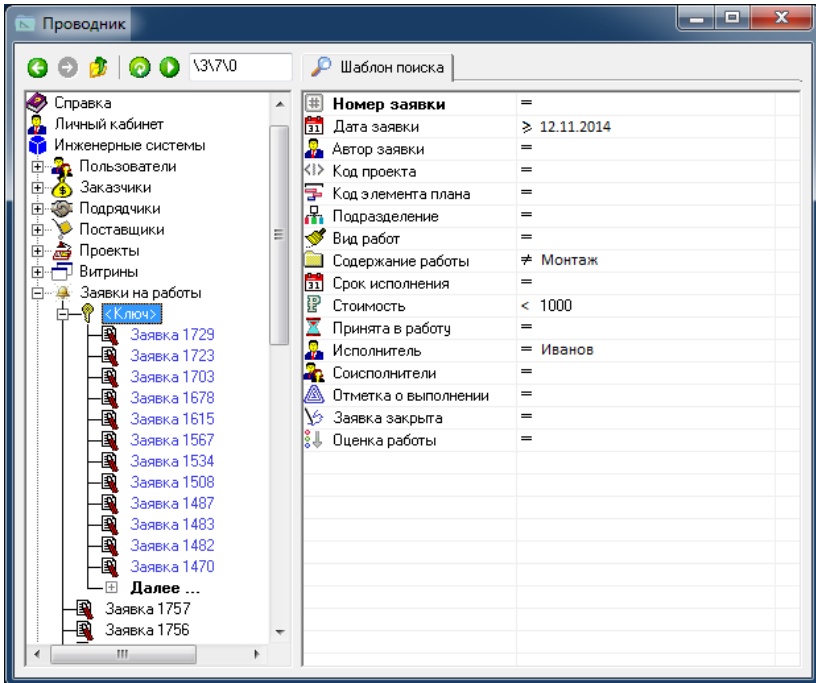 Проводник
\3\7\0
Шаблон поиска
Справка
Личный кабинет
Инженерные системы
Пользователи
Заказчики
Подрядчики
Поставщики
Проекты
Витрины
Заявки на работы
<Ключ>
Заявка 1729
Заявка 1723
Заявка 1703
Заявка 1678
Заявка 1615
Заявка 1567
Заявка 1534
Заявка 1508
Заявка 1487
Заявка 1483
Заявка 1482
Заявка 1470
Далее ...
Заявка 1757
Заявка 1756
Номер заявки =
Дата заявки ⩾ 12.11.2014
Автор заявки =
Код проекта =
Код элемента плана =
Подразделение =
Вид работ =
Содержание работы ≠ Монтаж
Срок исполнения =
Стоимость < 1000
Принята в работу =
Исполнитель = Иванов
Соисполнители =
Отметка о выполнении =
Заявка закрыта =
Оценка работы =